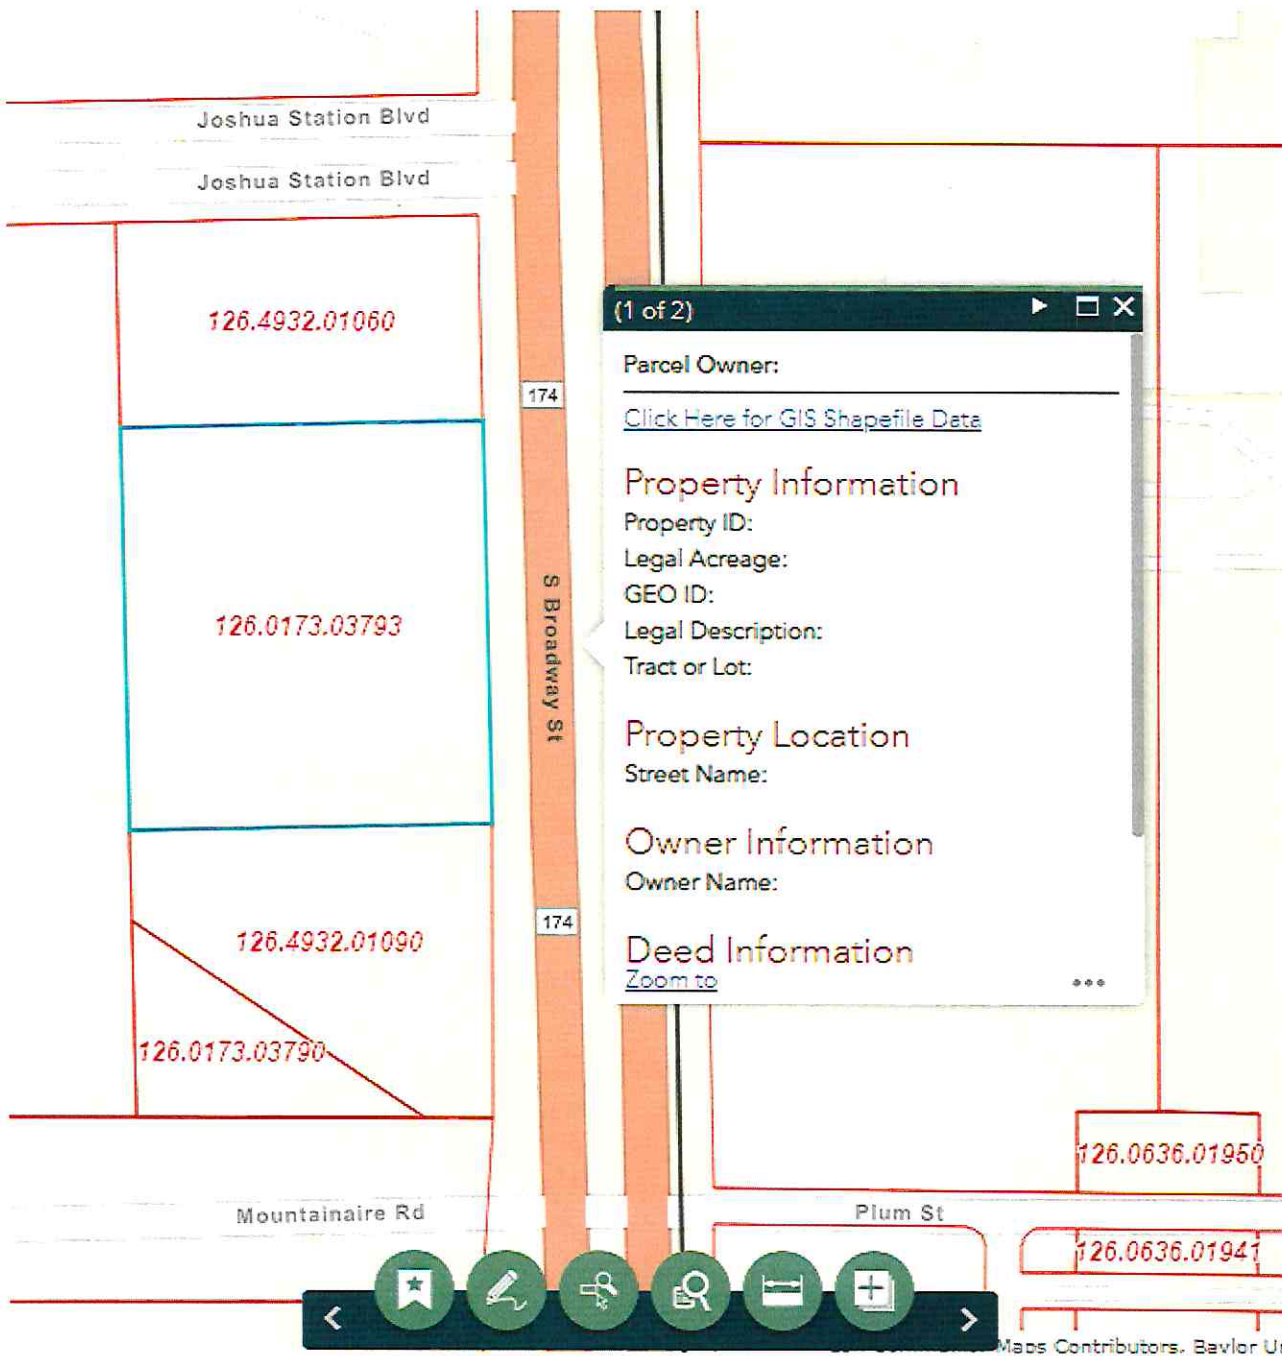 Joshua Station Blvd
Joshua Station Blvd
126.4932.01060
174
126.0173.03793
S Broadway St
(1 of 2)
Parcel Owner:
Click Here for GIS Shapefile Data
Property Information
Property ID:
Legal Acreage:
GEO ID:
Legal Description:
Tract or Lot:
Property Location
Street Name:
Owner Information
Owner Name:
Deed Information
Zoom to
174
126.4932.01090
126.0173.03790
126.0636.01950
Mountainaire Rd
Plum St
126.0636.01941
Maps Contributors, Baylor